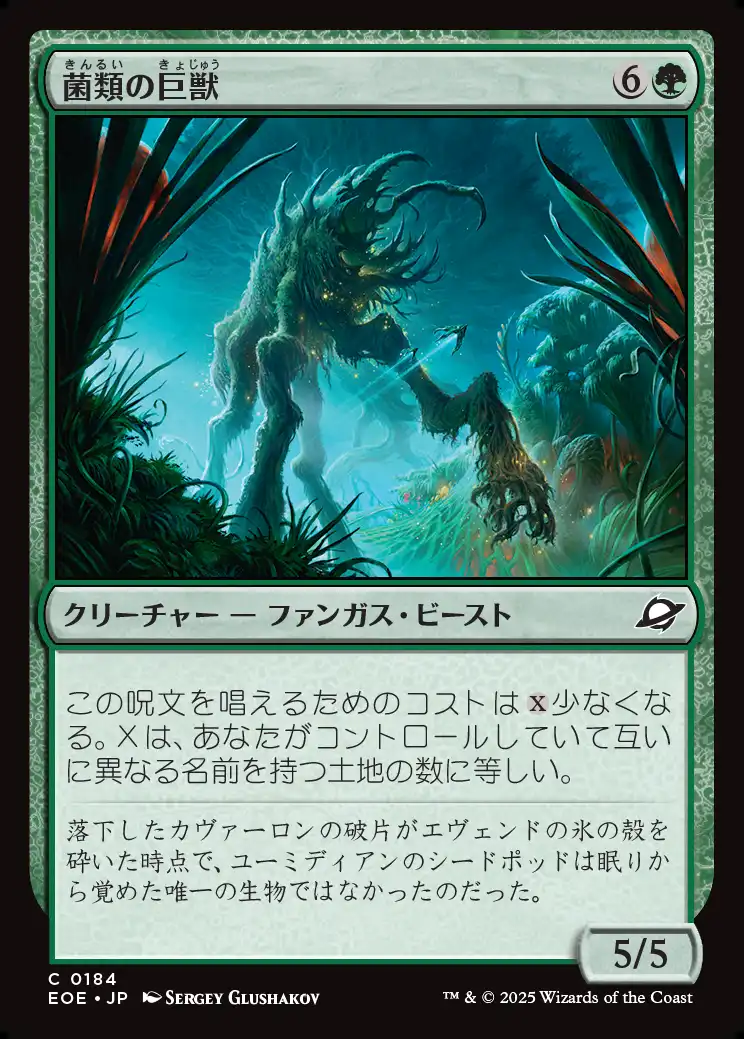 きんるい きょじゅう
菌類の巨獣 6
クリーチャー — ファンガス・ビースト
この呪文を唱えるためのコストは X 少なくな
る。Xは、あなたがコントロールしていて互い
に異なる名前を持つ土地の数に等しい。
落下したカヴァーロンの破片がエヴェンドの氷の殻を
砕いた時点で、ユーミディアンのシードポッドは眠りか
ら覚めた唯一の生物ではなかったのだった。
5/5
C 0184
EOE • JP Sergey Glushakov
™ & © 2025 Wizards of the Coast